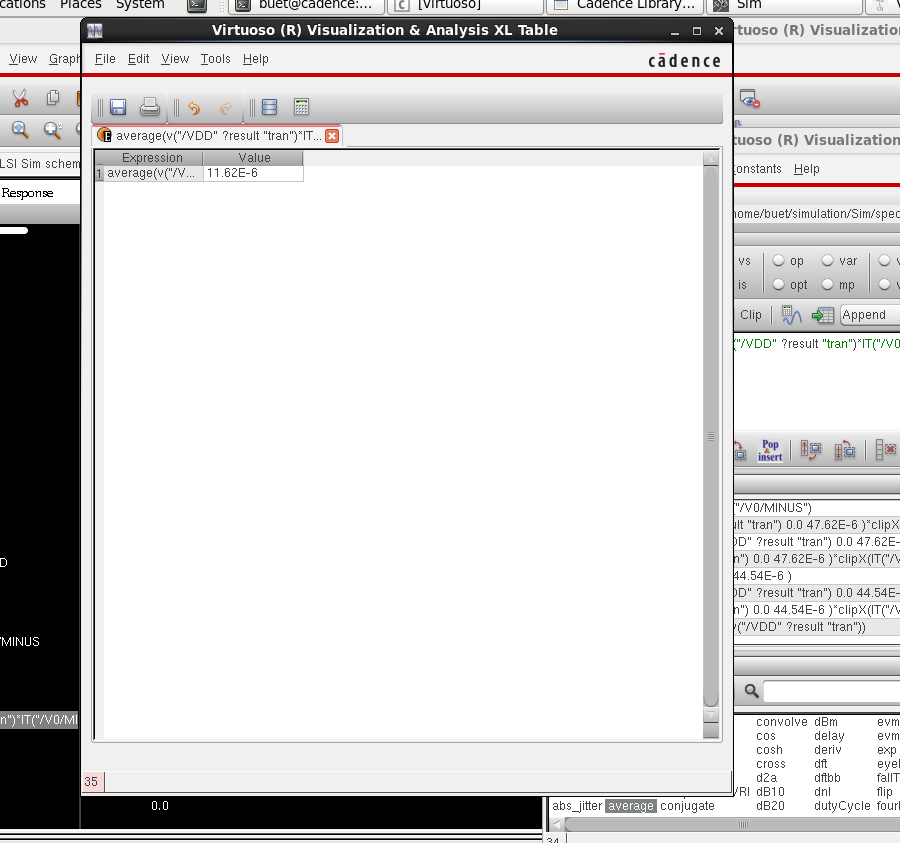 cations Places System buet@cadence:... [Virtuoso] Cadence Library... Sim
Virtuoso (R) Visualization & Analysis XL Table
rtuoso (R) Visualization
View Graph
File Edit View Tools Help
cādence
average(v("/VDD" ?result "tran")*IT...
Expression Value
1 average(v("/V... 11.62E-6
LSI Sim schem
Response
D
/MINUS
n")*IT("/V0/MI
35
0.0
tuoso (R) Visualization
onstants Help
home/buet/simulation/Sim/spec
vs op var
is opt mp
Clip Append
("/VDD" ?result "tran")*IT("/V0
Pop
&
insert
("/V0/MINUS")
ult "tran") 0.0 47.62E-6 )*clipX
DD" ?result "tran") 0.0 47.62E-
n") 0.0 47.62E-6 )*clipX(IT("/V
44.54E-6 )
DD" ?result "tran") 0.0 44.54E-
n") 0.0 44.54E-6 )*clipX(IT("/V
v("/VDD" ?result "tran"))
convolve dBm evm
cos delay evm
cosh deriv exp
cross dft eye
d2a dftbb fallT
VRI dB10 dnl flip
abs_jitter average conjugate dB20 dutyCycle four
34